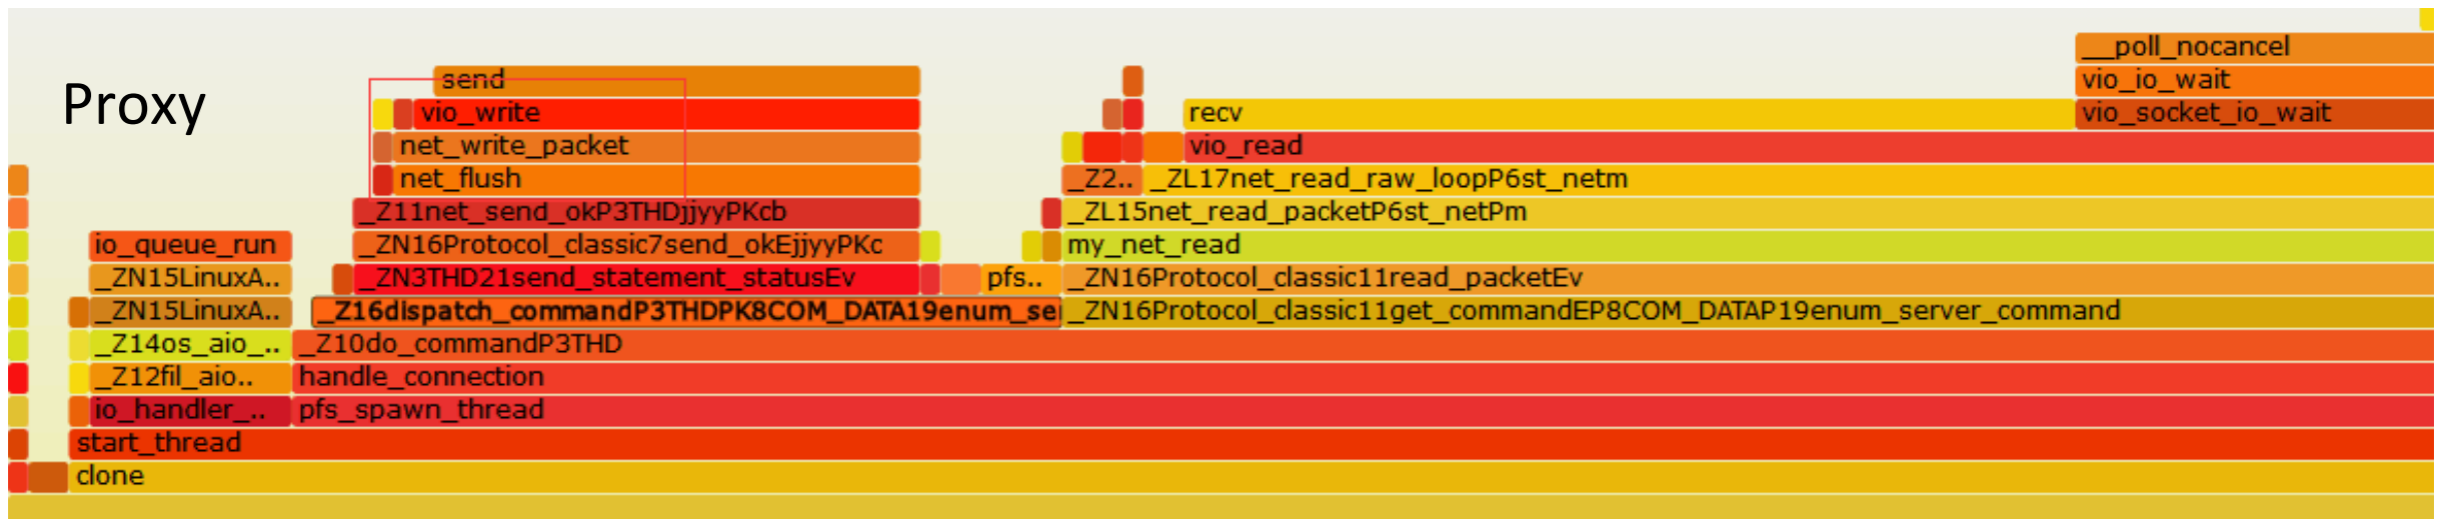 Proxy
__poll_nocancel
send
vio_io_wait
vio_write
recv
vio_socket_io_wait
net_write_packet
vio_read
net_flush
_Z2..
_ZL17net_read_raw_loopP6st_netm
_Z11net_send_okP3THDjjyyPKcb
_ZL15net_read_packetP6st_netPm
io_queue_run
_ZN16Protocol_classic7send_okEjjyyPKc
my_net_read
_ZN15LinuxA..
_ZN3THD21send_statement_statusEv
pfs..
_ZN16Protocol_classic11read_packetEv
_ZN15LinuxA..
_Z16dispatch_commandP3THDPK8COM_DATA19enum_se
_ZN16Protocol_classic11get_commandEP8COM_DATAP19enum_server_command
_Z14os_aio_..
_Z10do_commandP3THD
_Z12fil_aio..
handle_connection
io_handler_..
pfs_spawn_thread
start_thread
clone